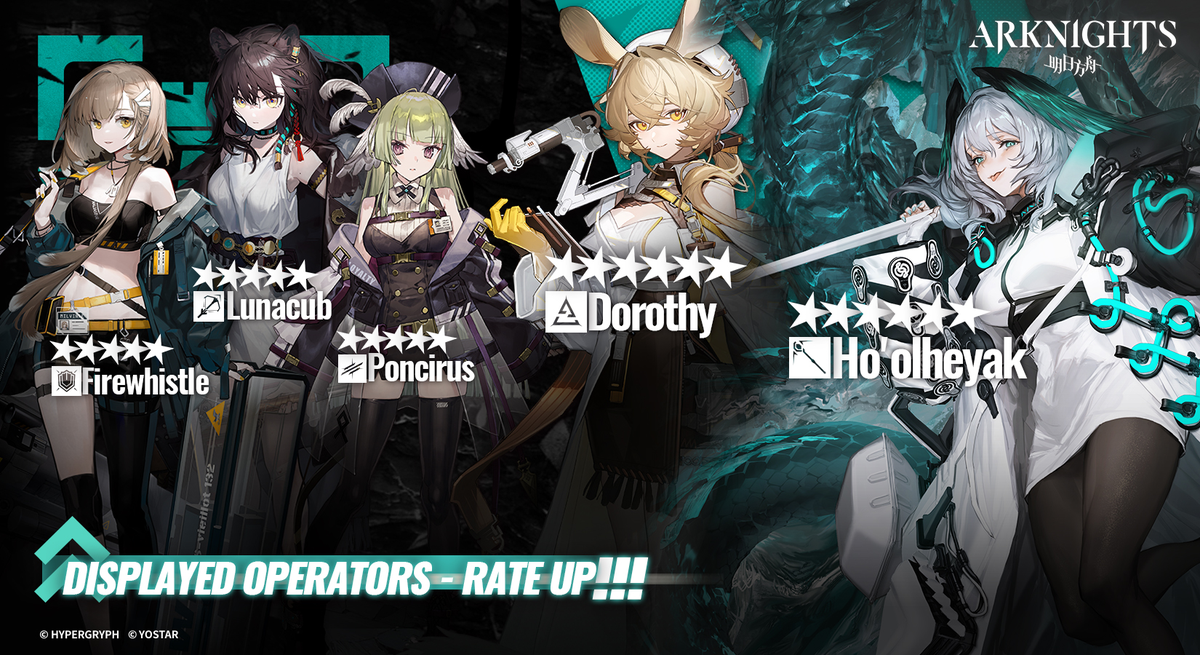 ARKNIGHTS
明日方舟
Lunacub
Firewhistle
Poncirus
Dorothy
Ho'olheyak
DISPLAYED OPERATORS - RATE UP!!!
© HYPERGRYPH © YOSTAR